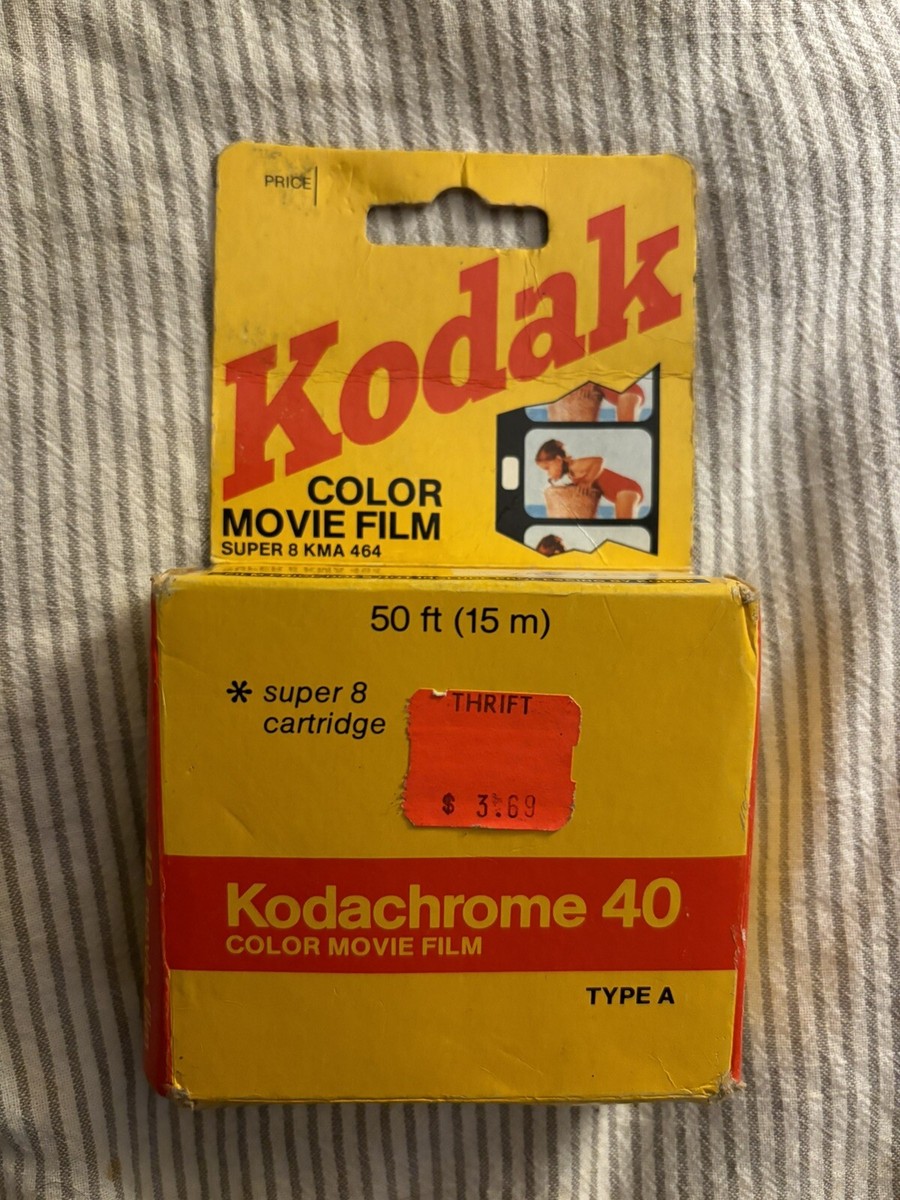 PRICE
Kodak
COLOR
MOVIE FILM
SUPER 8 KMA 464
50 ft (15 m)
* super 8
cartridge
THRIFT
$ 3.69
Kodachrome 40
COLOR MOVIE FILM
TYPE A